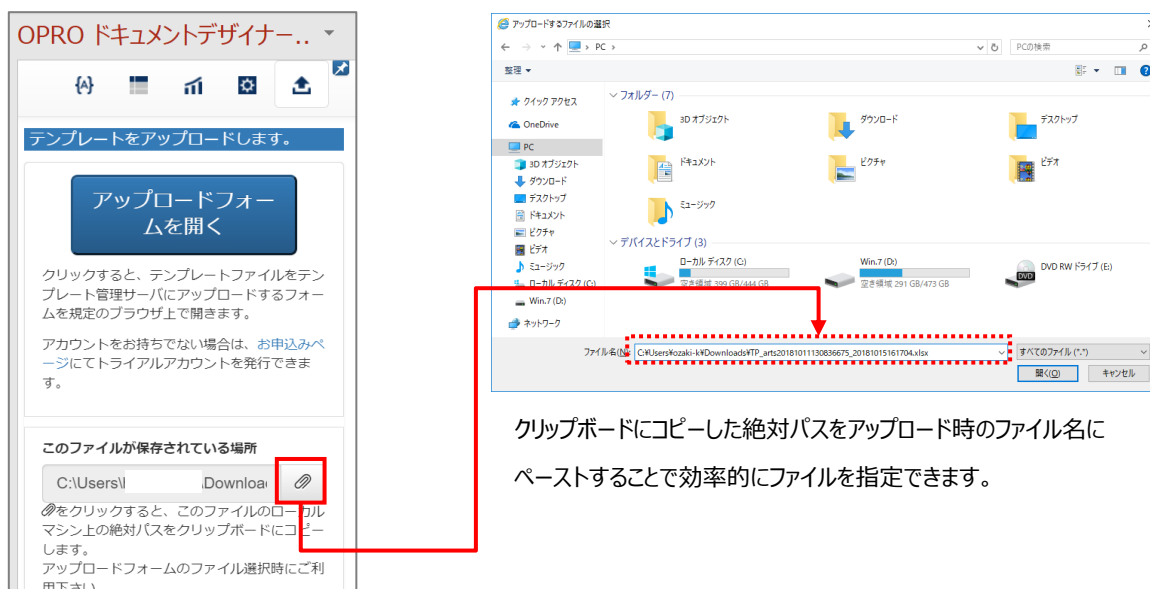 OPRO ドキュメントデザイナー..
{A}
テンプレートをアップロードします。
アップロードフォー
ムを開く
クリックすると、テンプレートファイルをテン
プレート管理サーバにアップロードするフォー
ムを規定のブラウザ上で開きます。
アカウントをお持ちでない場合は、お申込みペ
ージにてトライアルアカウントを発行できま
す。
このファイルが保存されている場所
C:\Users\ .Downloa
をクリックすると、このファイルのローカル
マシン上の絶対パスをクリップボードにコピー
します。
アップロードフォームのファイル選択時にご利
用下さい
アップロードするファイルの選択
PC
PCの検索
整理
クイック アクセス
OneDrive
PC
3D オブジェクト
ダウンロード
デスクトップ
ドキュメント
ピクチャ
ビデオ
ミュージック
ローカル ディスク (C:)
Win.7 (D:)
ネットワーク
フォルダー (7)
3D オブジェクト
ダウンロード
デスクトップ
ドキュメント
ピクチャ
ビデオ
ミュージック
デバイスとドライブ (3)
ローカル ディスク (C:)
空き領域 399 GB/444 GB
Win.7 (D:)
空き領域 291 GB/473 GB
DVD
DVD RW ドライブ (E:)
ファイル名(N): C:¥Users¥ozaki-k¥Downloads¥TP_arts20181011130836675_20181015161704.xlsx
すべてのファイル (*.*)
開く(O)
キャンセル
クリップボードにコピーした絶対パスをアップロード時のファイル名に
ペーストすることで効率的にファイルを指定できます。